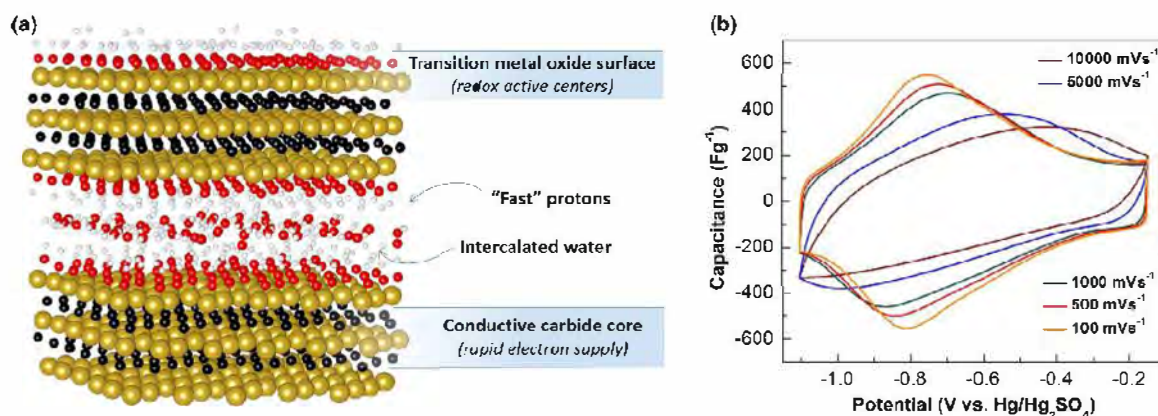 (a)
Transition metal oxide surface
(redox active centers)
"Fast" protons
Intercalated water
Conductive carbide core
(rapid electron supply)
(b)
10000 mVs⁻¹
5000 mVs⁻¹
1000 mVs⁻¹
500 mVs⁻¹
100 mVs⁻¹
Capacitance (Fg⁻¹)
600
400
200
0
-200
-400
-600
-1.0
-0.8
-0.6
-0.4
-0.2
Potential (V vs. Hg/Hg₂SO₄)